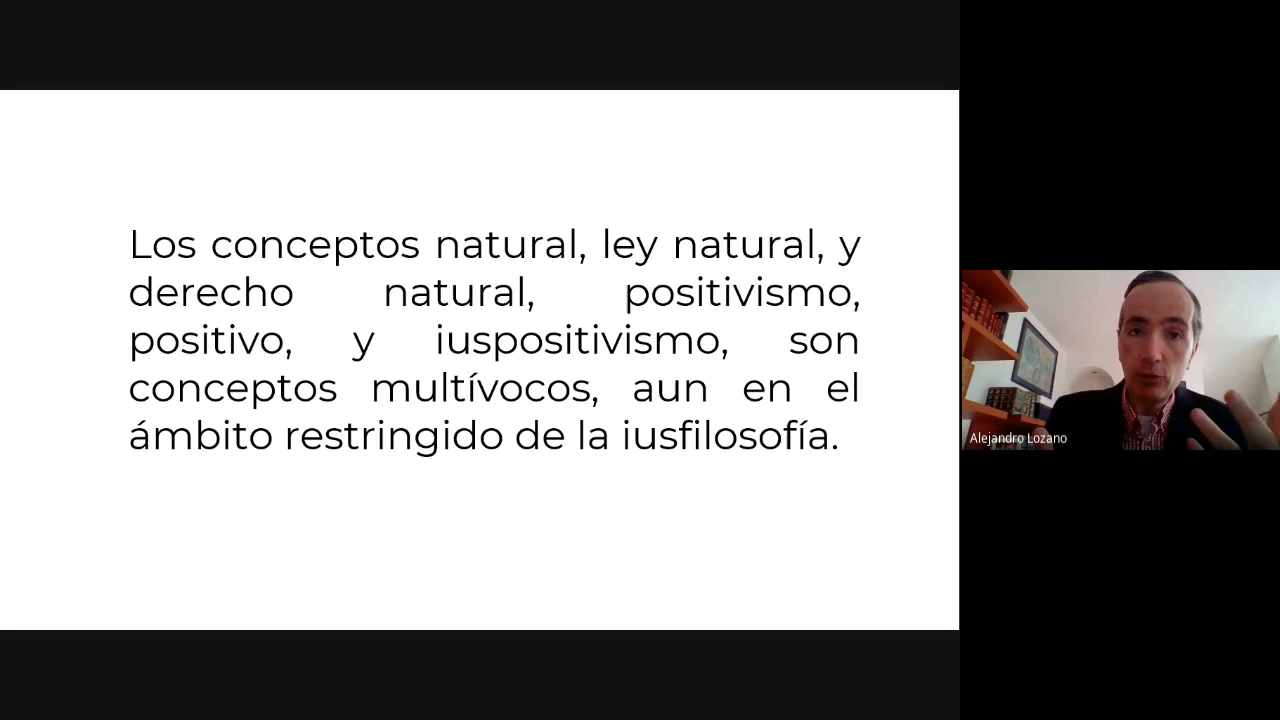 Los conceptos natural, ley natural, y
derecho natural, positivismo,
positivo, y iuspositivismo, son
conceptos multívocos, aun en el
ámbito restringido de la iusfilosofía.
Alejandro Lozano